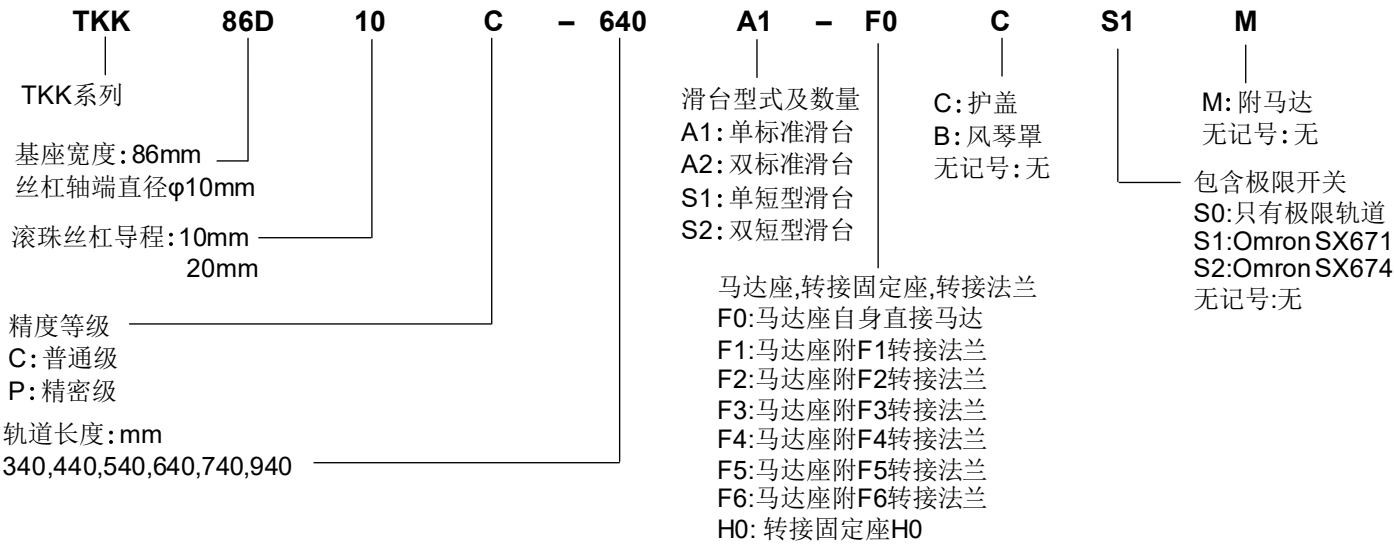 TKK 86D 10 C – 640 A1 – F0 C S1 M
TKK系列
基座宽度:86mm
丝杠轴端直径φ10mm
滚珠丝杠导程:10mm
20mm
精度等级
C:普通级
P:精密级
轨道长度:mm
340,440,540,640,740,940
滑台型式及数量
A1:单标准滑台
A2:双标准滑台
S1:单短型滑台
S2:双短型滑台
马达座,转接固定座,转接法兰
F0:马达座自身直接马达
F1:马达座附F1转接法兰
F2:马达座附F2转接法兰
F3:马达座附F3转接法兰
F4:马达座附F4转接法兰
F5:马达座附F5转接法兰
F6:马达座附F6转接法兰
H0: 转接固定座H0
C:护盖
B:风琴罩
无记号:无
包含极限开关
S0:只有极限轨道
S1:Omron SX671
S2:Omron SX674
无记号:无
M:附马达
无记号:无